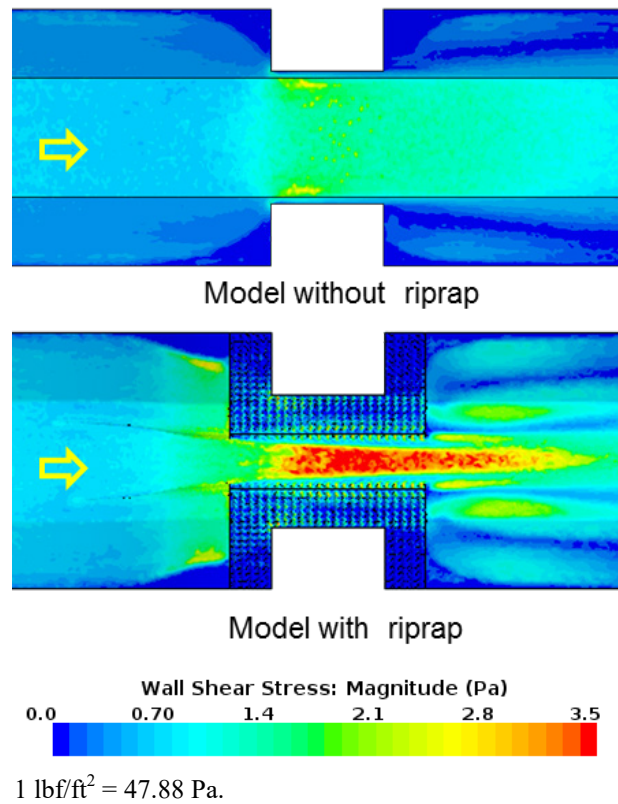 Model without riprap
Model with riprap
Wall Shear Stress: Magnitude (Pa)
0.0 0.70 1.4 2.1 2.8 3.5
1 lbf/ft² = 47.88 Pa.